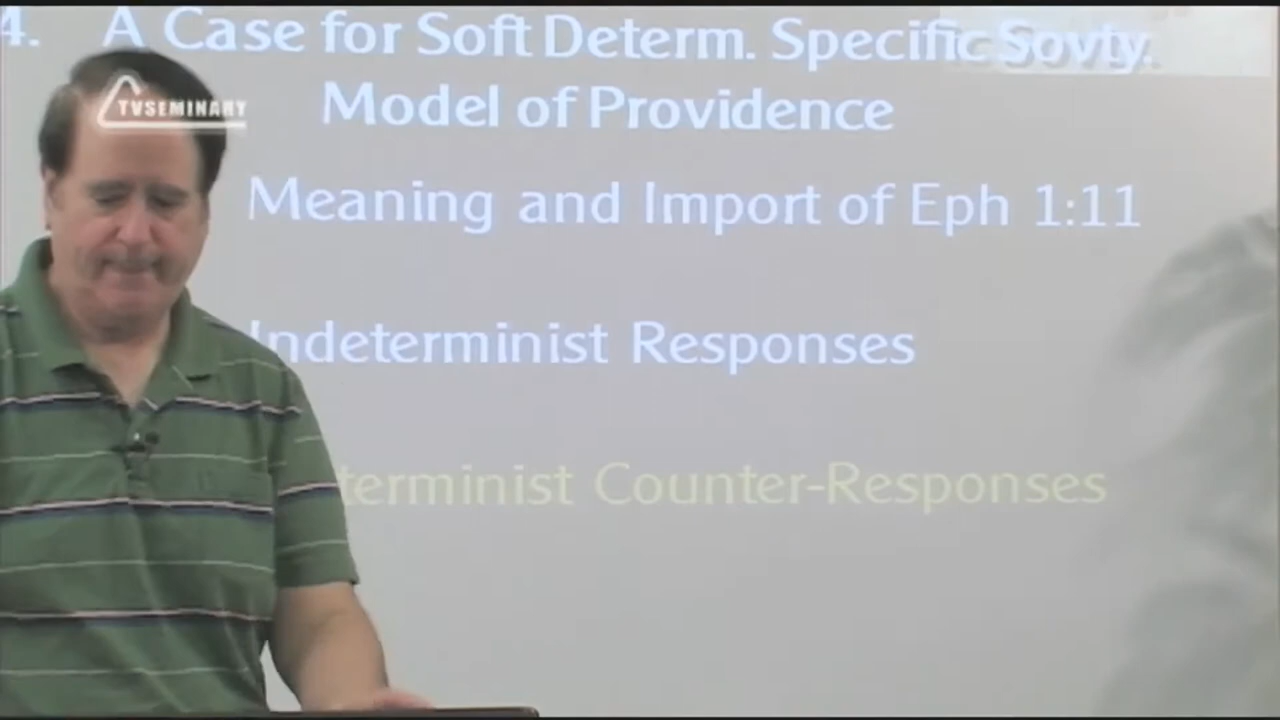 4. A Case for Soft Determ. Specific Sovty.
TVSEMINARY
Model of Providence
Meaning and Import of Eph 1:11
Indeterminist Responses
terminist Counter-Responses